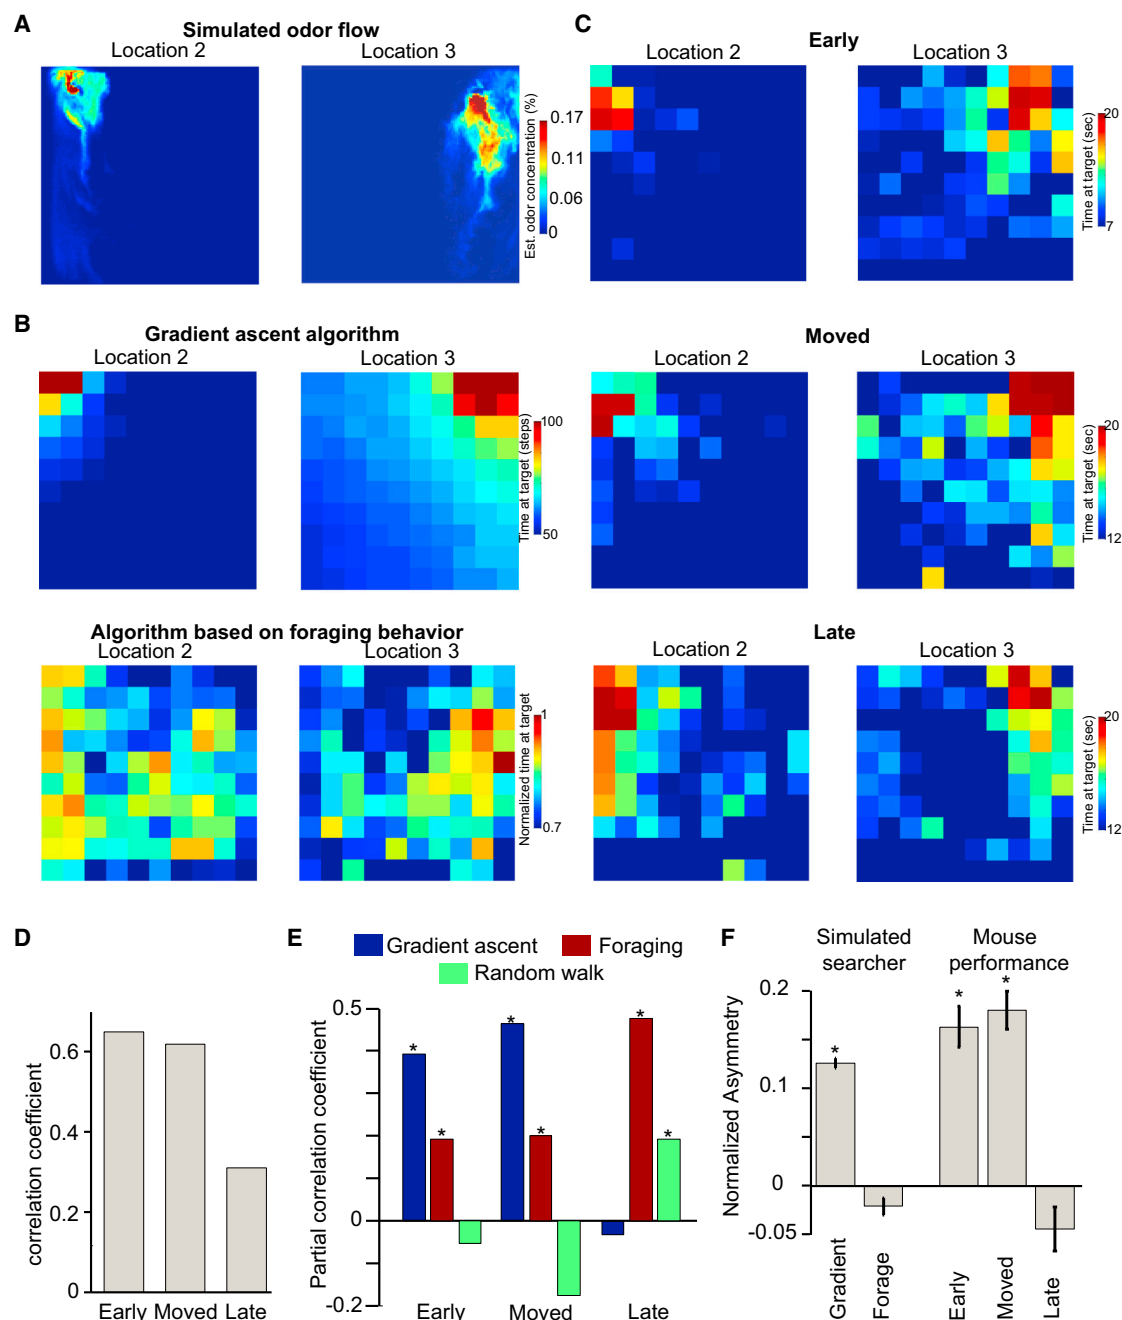 A
Simulated odor flow
Location 2
Location 3
Est. odor concentration (%)
0.17
0.11
0.06
0
B
Gradient ascent algorithm
Location 2
Location 3
Time at target (steps)
100
50
Algorithm based on foraging behavior
Location 2
Location 3
Normalized time at target
1
0.7
C
Early
Location 2
Location 3
Time at target (sec)
20
7
Moved
Location 2
Location 3
Time at target (sec)
20
12
Late
Location 2
Location 3
Time at target (sec)
20
12
D
correlation coefficient
0.6
0.4
0.2
0
Early Moved Late
E
Gradient ascent
Foraging
Random walk
Partial correlation coefficient
0.5
0
-0.2
* * * * * *
Early Moved Late
F
Simulated searcher
Mouse performance
Normalized Asymmetry
0.2
0.1
0
-0.05
* * *
Gradient
Forage
Early
Moved
Late